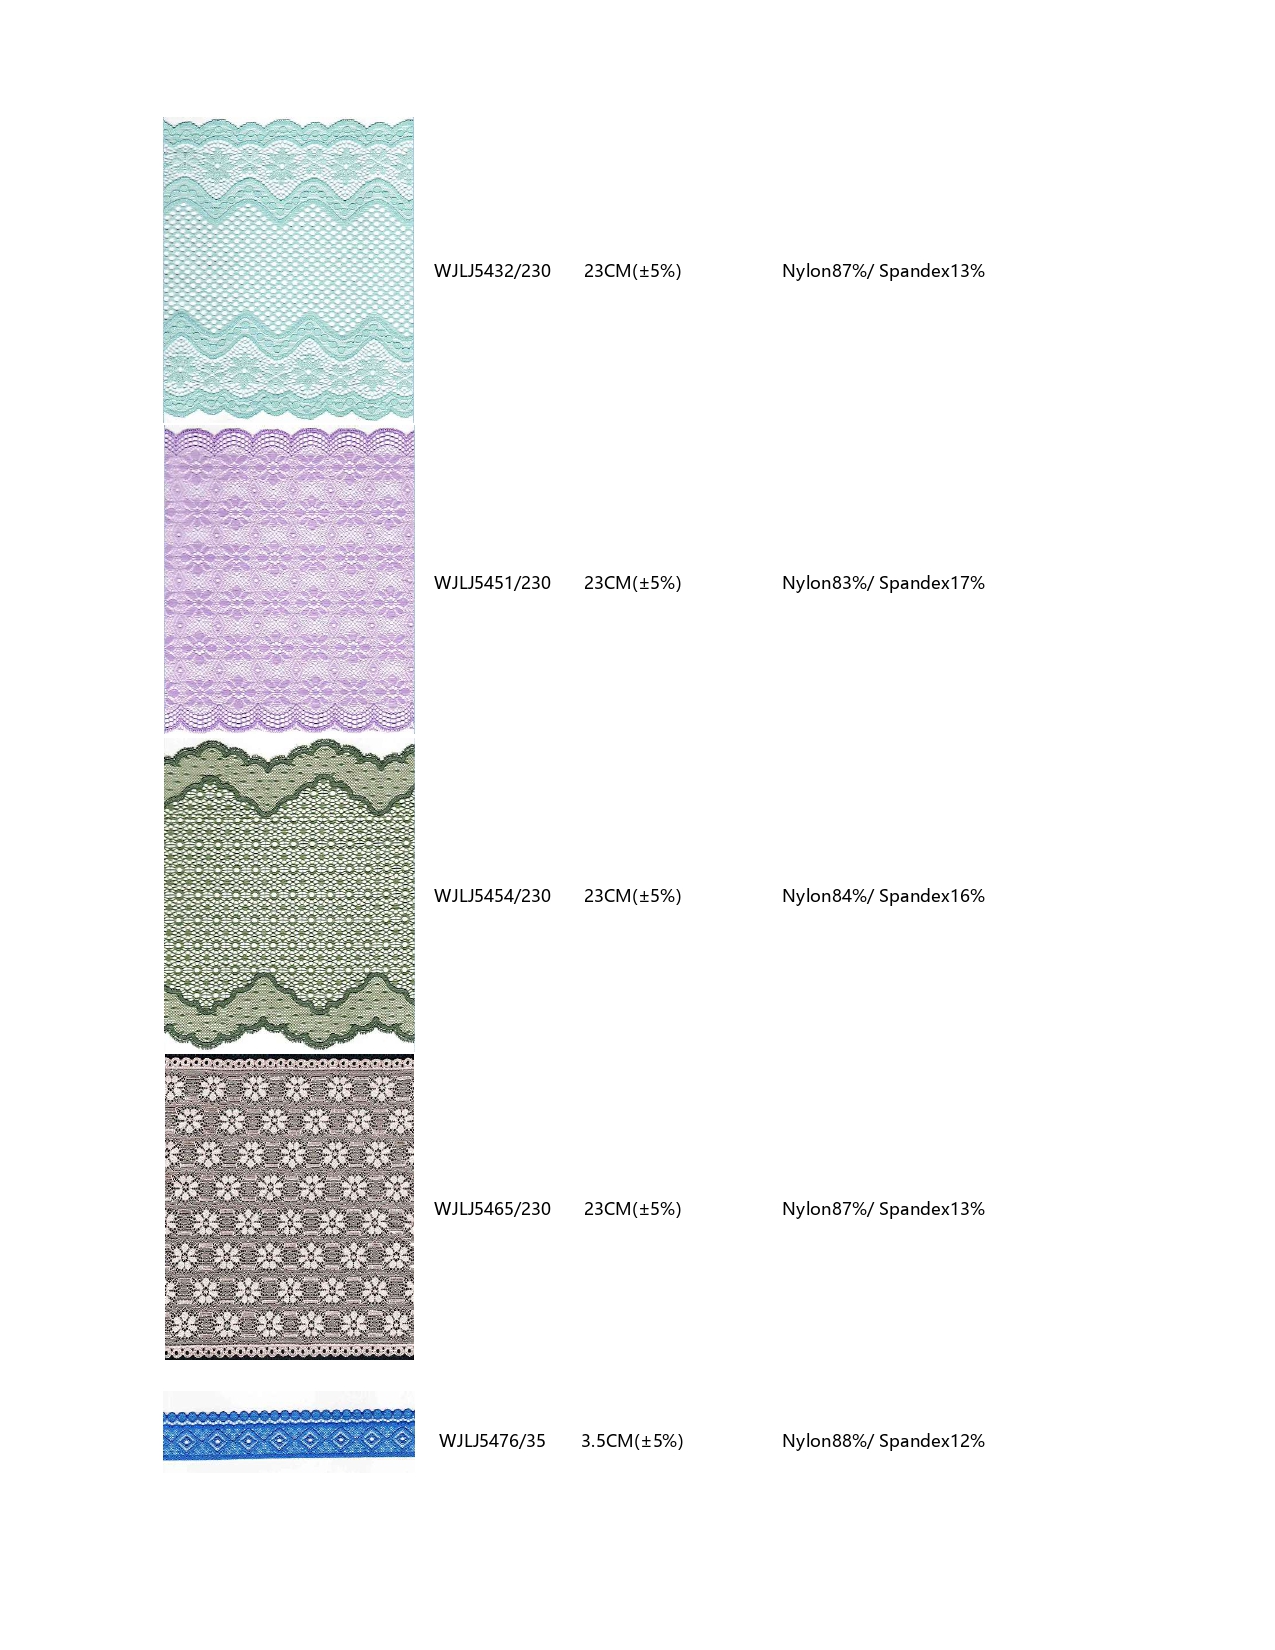 WJLJ5432/230 23CM(±5%) Nylon87%/ Spandex13%
WJLJ5451/230 23CM(±5%) Nylon83%/ Spandex17%
WJLJ5454/230 23CM(±5%) Nylon84%/ Spandex16%
WJLJ5465/230 23CM(±5%) Nylon87%/ Spandex13%
WJLJ5476/35 3.5CM(±5%) Nylon88%/ Spandex12%